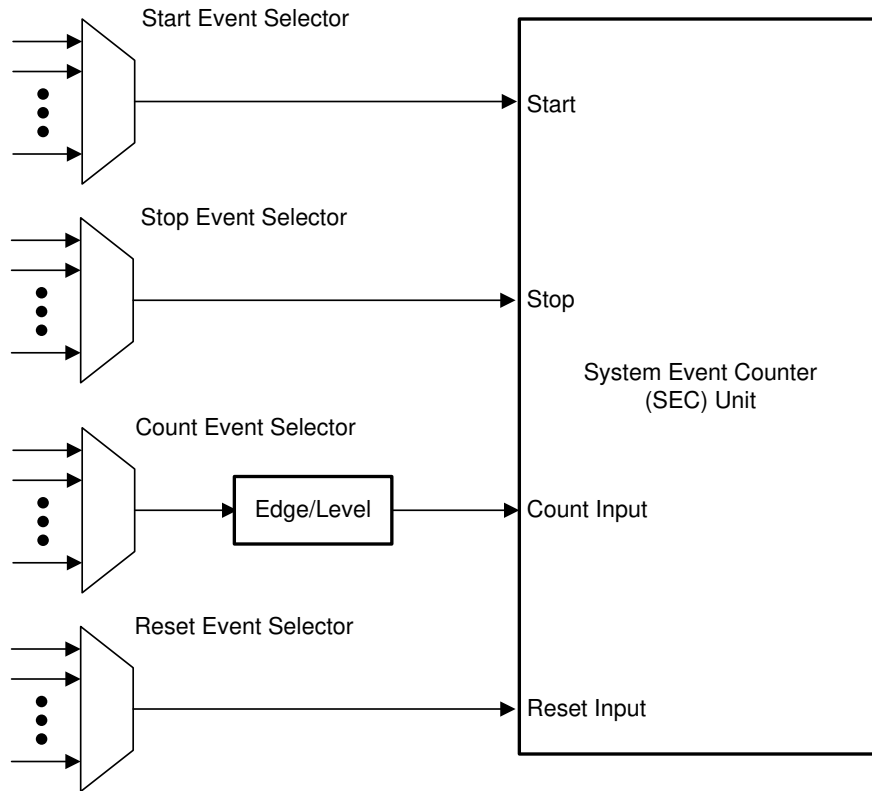 Start Event Selector
Start
Stop Event Selector
Stop
System Event Counter
(SEC) Unit
Count Event Selector
Edge/Level
Count Input
Reset Event Selector
Reset Input